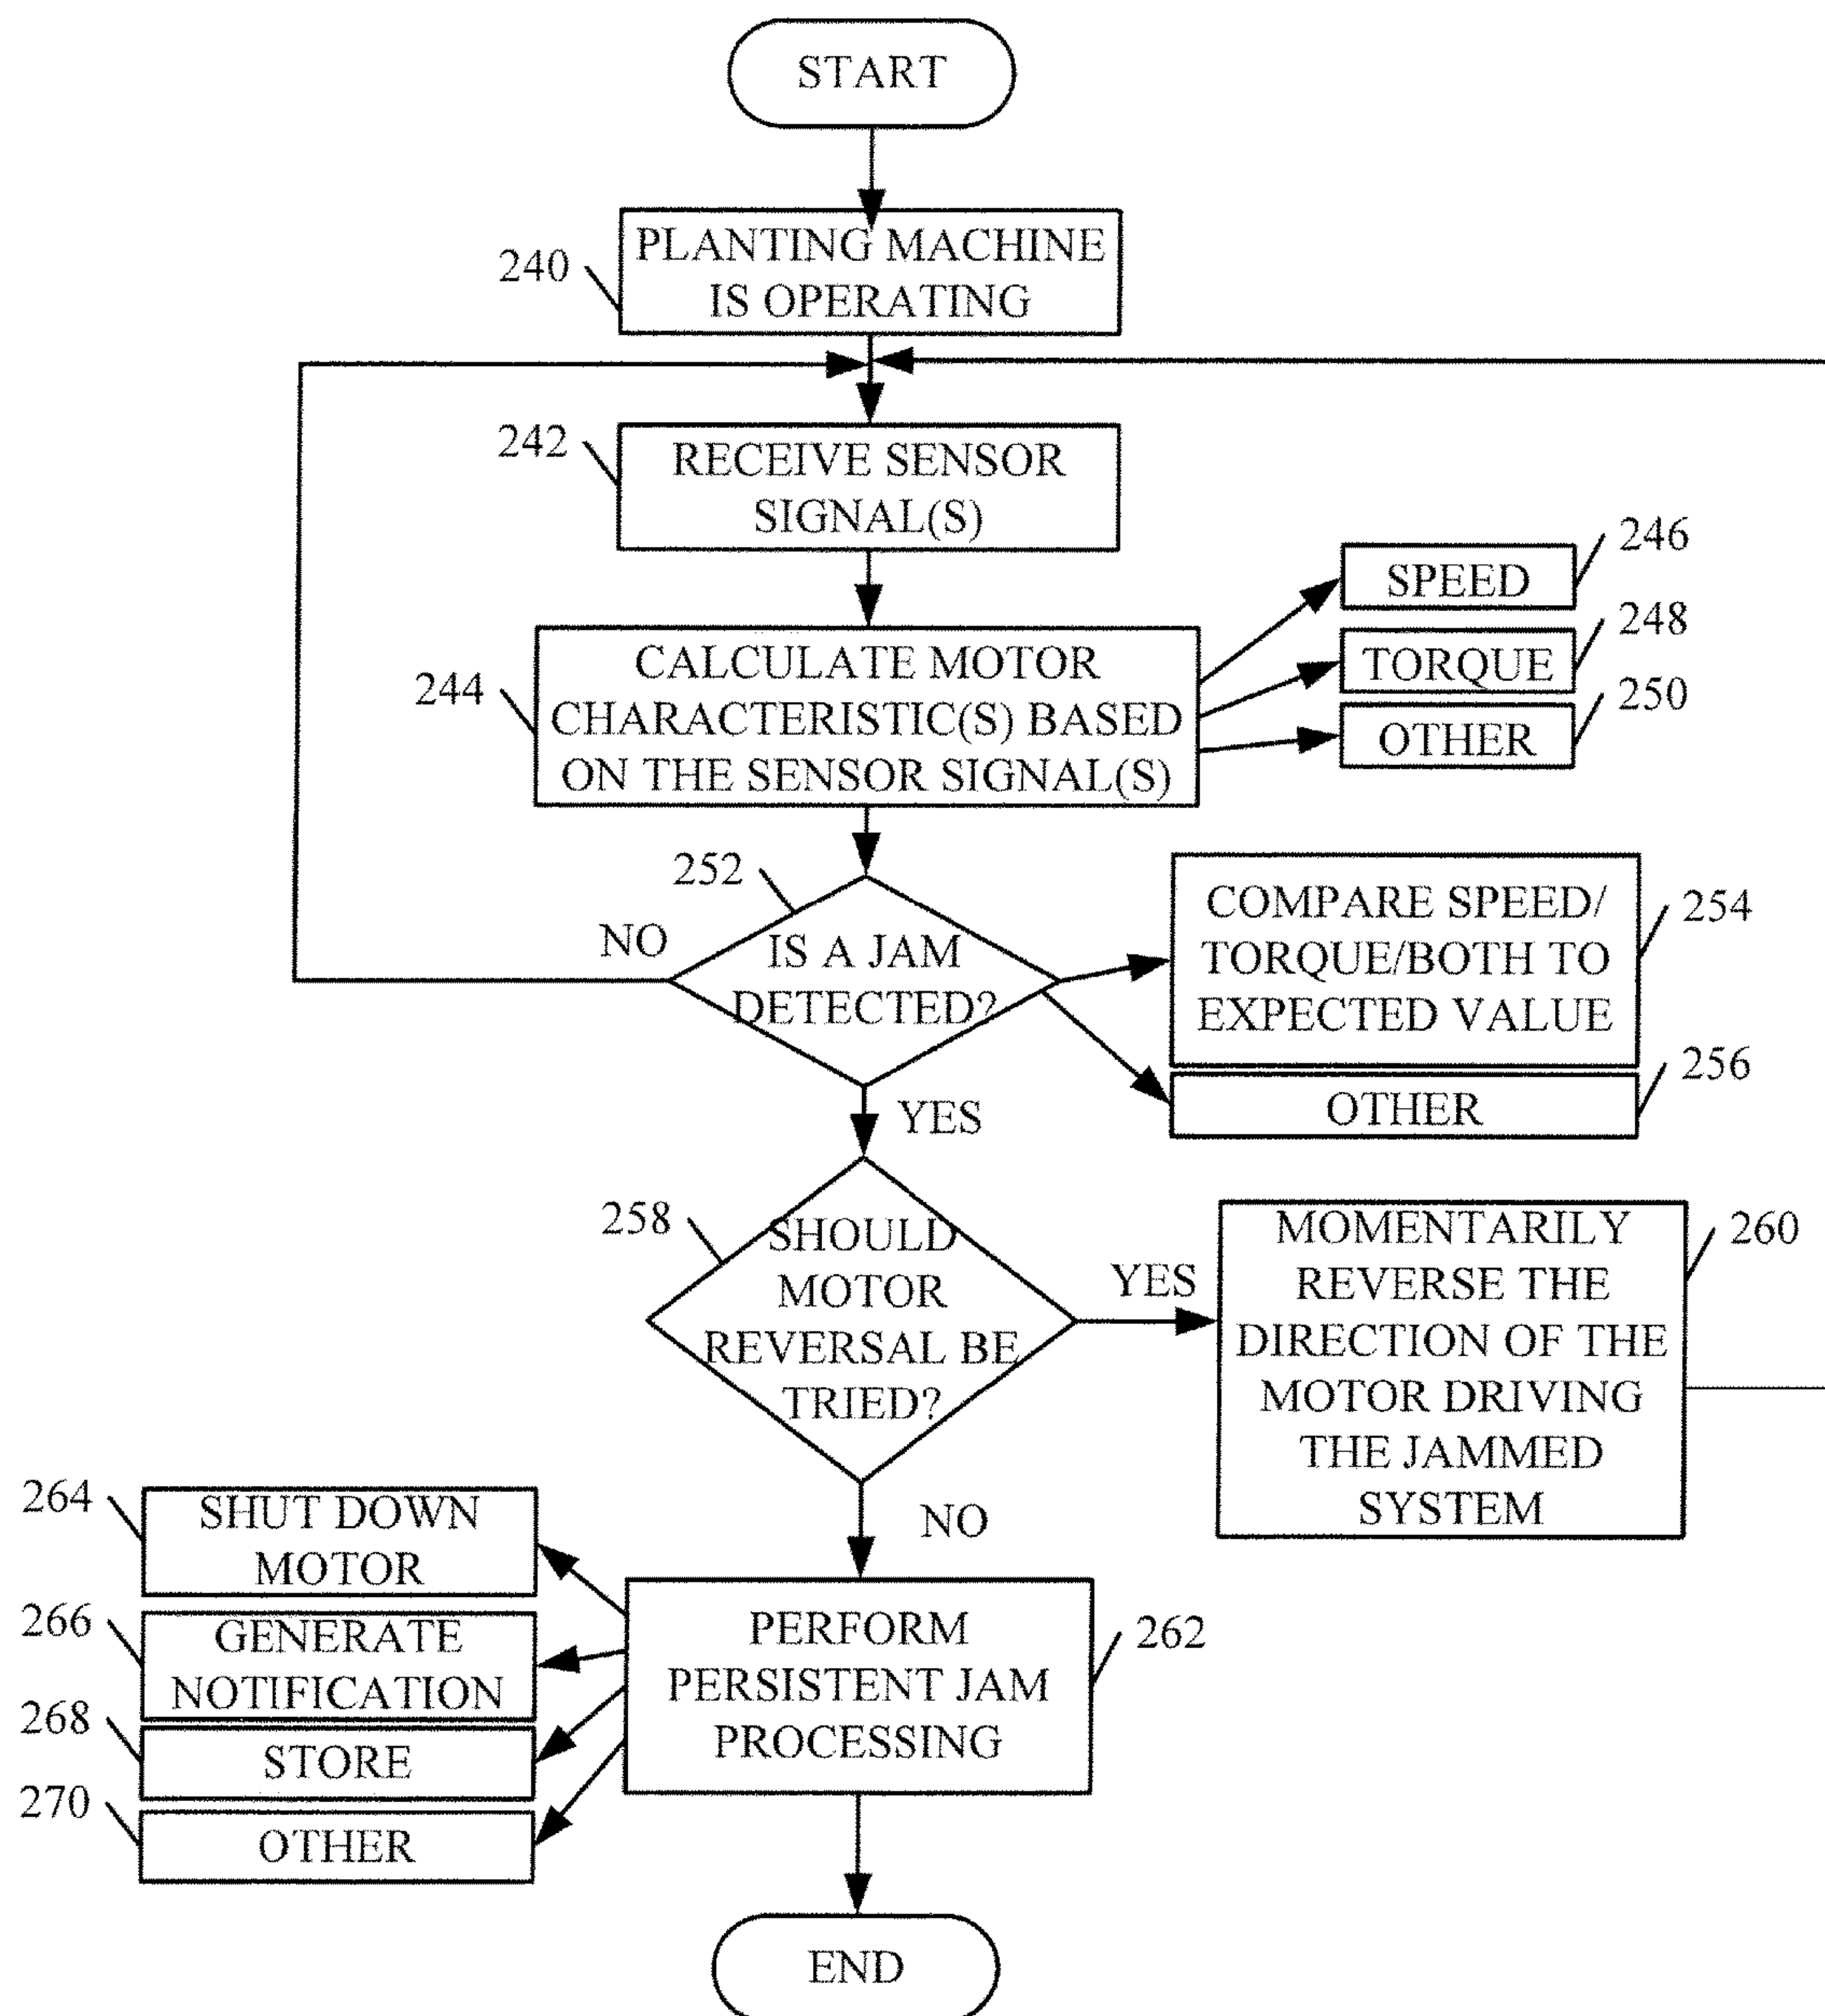 START
240
PLANTING MACHINE
IS OPERATING
242
RECEIVE SENSOR
SIGNAL(S)
244
CALCULATE MOTOR
CHARACTERISTIC(S) BASED
ON THE SENSOR SIGNAL(S)
SPEED
246
TORQUE
248
OTHER
250
252
NO
IS A JAM
DETECTED?
COMPARE SPEED/
TORQUE/BOTH TO
EXPECTED VALUE
254
OTHER
256
YES
258
SHOULD
MOTOR
REVERSAL BE
TRIED?
YES
MOMENTARILY
REVERSE THE
DIRECTION OF THE
MOTOR DRIVING
THE JAMMED
SYSTEM
260
NO
264
SHUT DOWN
MOTOR
266
GENERATE
NOTIFICATION
268
STORE
270
OTHER
PERFORM
PERSISTENT JAM
PROCESSING
262
END